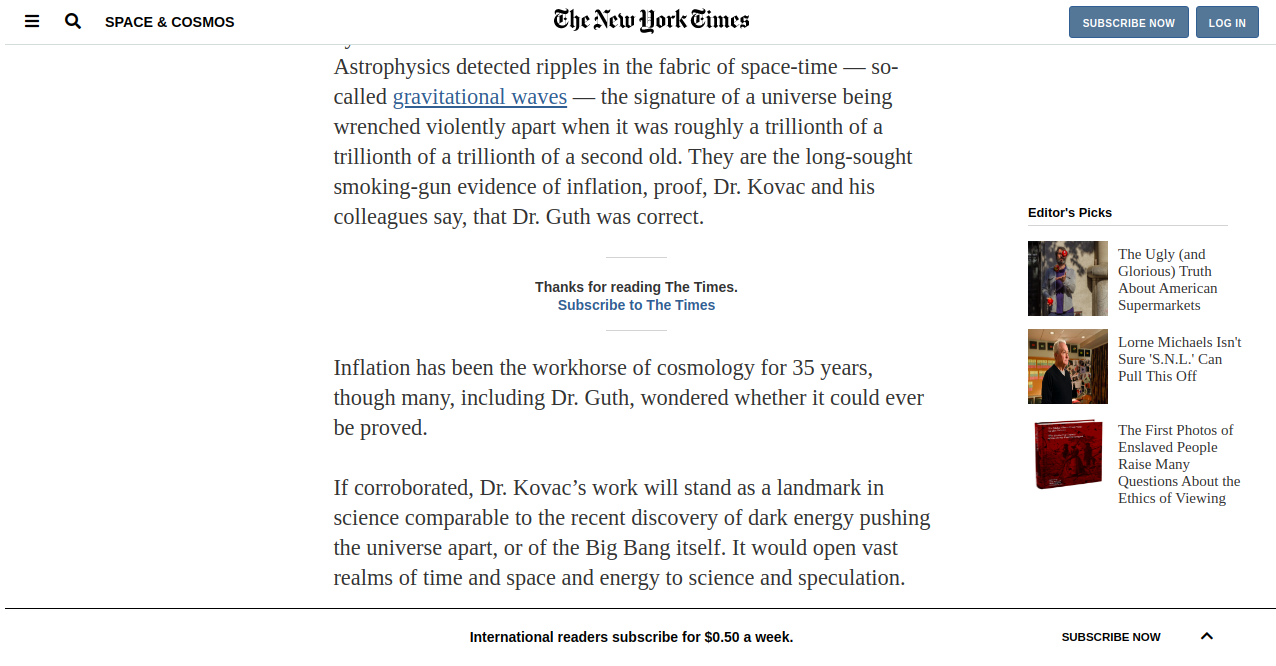 SPACE & COSMOS
The New York Times
SUBSCRIBE NOW
LOG IN
Astrophysics detected ripples in the fabric of space-time — so-
called gravitational waves — the signature of a universe being
wrenched violently apart when it was roughly a trillionth of a
trillionth of a trillionth of a second old. They are the long-sought
smoking-gun evidence of inflation, proof, Dr. Kovac and his
colleagues say, that Dr. Guth was correct.
Thanks for reading The Times.
Subscribe to The Times
Inflation has been the workhorse of cosmology for 35 years,
though many, including Dr. Guth, wondered whether it could ever
be proved.
If corroborated, Dr. Kovac’s work will stand as a landmark in
science comparable to the recent discovery of dark energy pushing
the universe apart, or of the Big Bang itself. It would open vast
realms of time and space and energy to science and speculation.
Editor's Picks
The Ugly (and
Glorious) Truth
About American
Supermarkets
Lorne Michaels Isn't
Sure 'S.N.L.' Can
Pull This Off
The First Photos of
Enslaved People
Raise Many
Questions About the
Ethics of Viewing
International readers subscribe for $0.50 a week.
SUBSCRIBE NOW